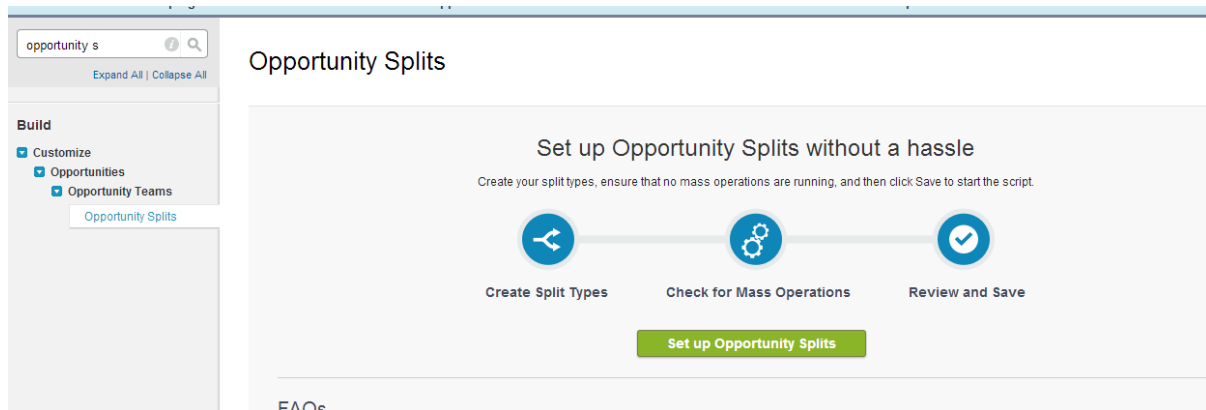 opportunity s
Expand All | Collapse All
Build
Customize
Opportunities
Opportunity Teams
Opportunity Splits
Opportunity Splits
Set up Opportunity Splits without a hassle
Create your split types, ensure that no mass operations are running, and then click Save to start the script.
Create Split Types
Check for Mass Operations
Review and Save
Set up Opportunity Splits
FAQs